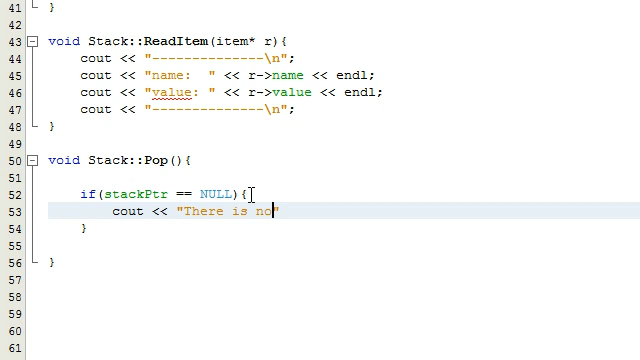 41 }
42
43 void Stack::ReadItem(item* r){
44 cout << "--------------\n";
45 cout << "name:  " << r->name << endl;
46 cout << "value: " << r->value << endl;
47 cout << "--------------\n";
48 }
49
50 void Stack::Pop(){
51
52 if(stackPtr == NULL){
53 cout << "There is no"
54 }
55
56 }
57
58
59
60
61